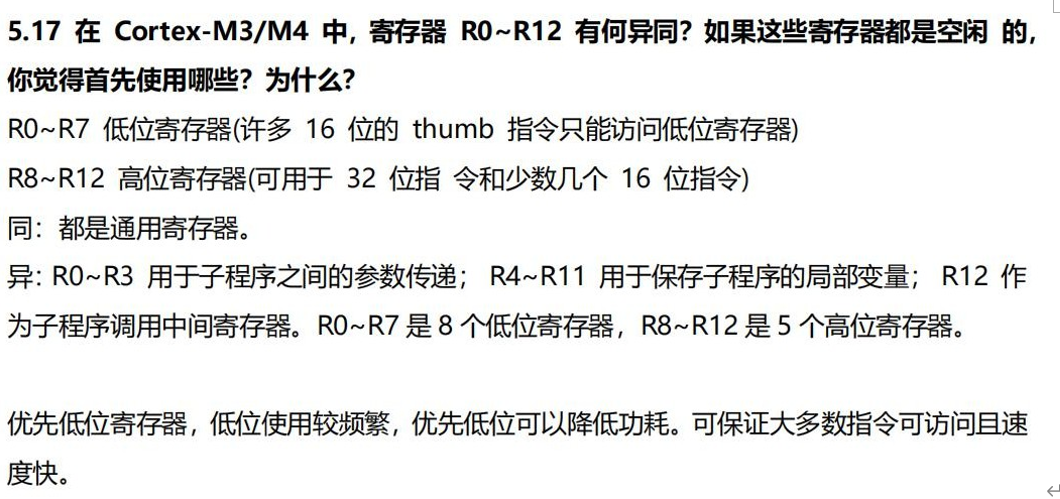 5.17 在 Cortex-M3/M4 中，寄存器 R0~R12 有何异同？如果这些寄存器都是空闲 的，
你觉得首先使用哪些？为什么？
R0~R7 低位寄存器(许多 16 位的 thumb 指令只能访问低位寄存器)
R8~R12 高位寄存器(可用于 32 位指 令和少数几个 16 位指令)
同：都是通用寄存器。
异：R0~R3 用于子程序之间的参数传递； R4~R11 用于保存子程序的局部变量； R12 作
为子程序调用中间寄存器。R0~R7 是 8 个低位寄存器，R8~R12 是 5 个高位寄存器。
优先低位寄存器，低位使用较频繁，优先低位可以降低功耗。可保证大多数指令可访问且速
度快。